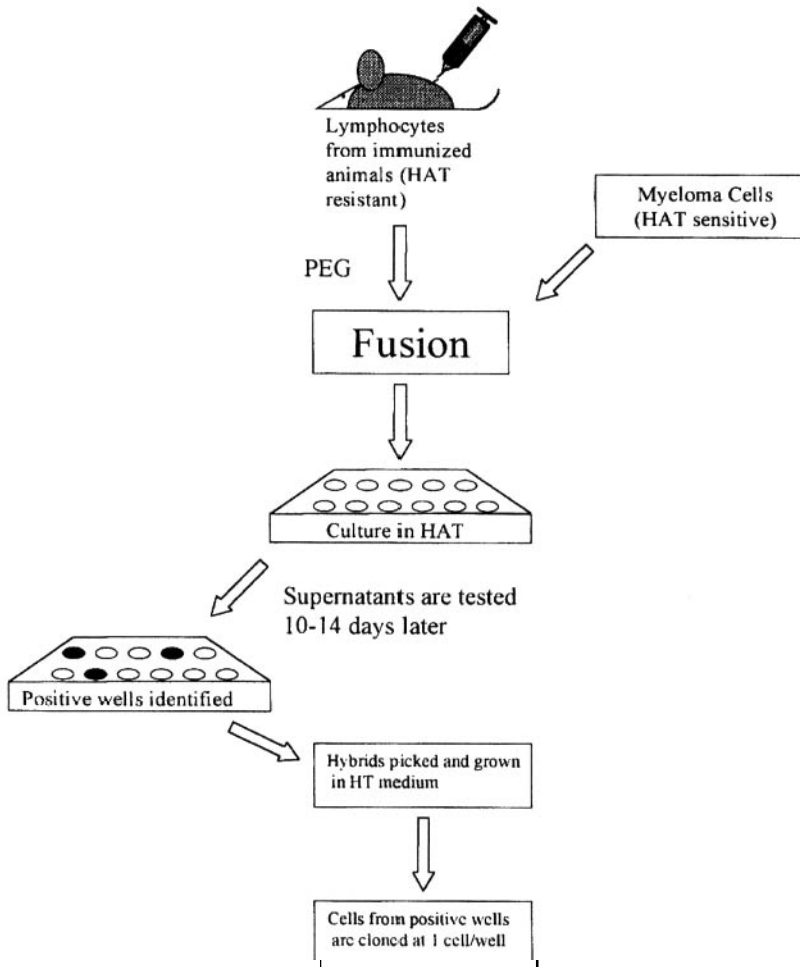 Lymphocytes
from immunized
animals (HAT
resistant)
Myeloma Cells
(HAT sensitive)
PEG
Fusion
Culture in HAT
Supernatants are tested
10-14 days later
Positive wells identified
Hybrids picked and grown
in HT medium
Cells from positive wells
are cloned at 1 cell/well